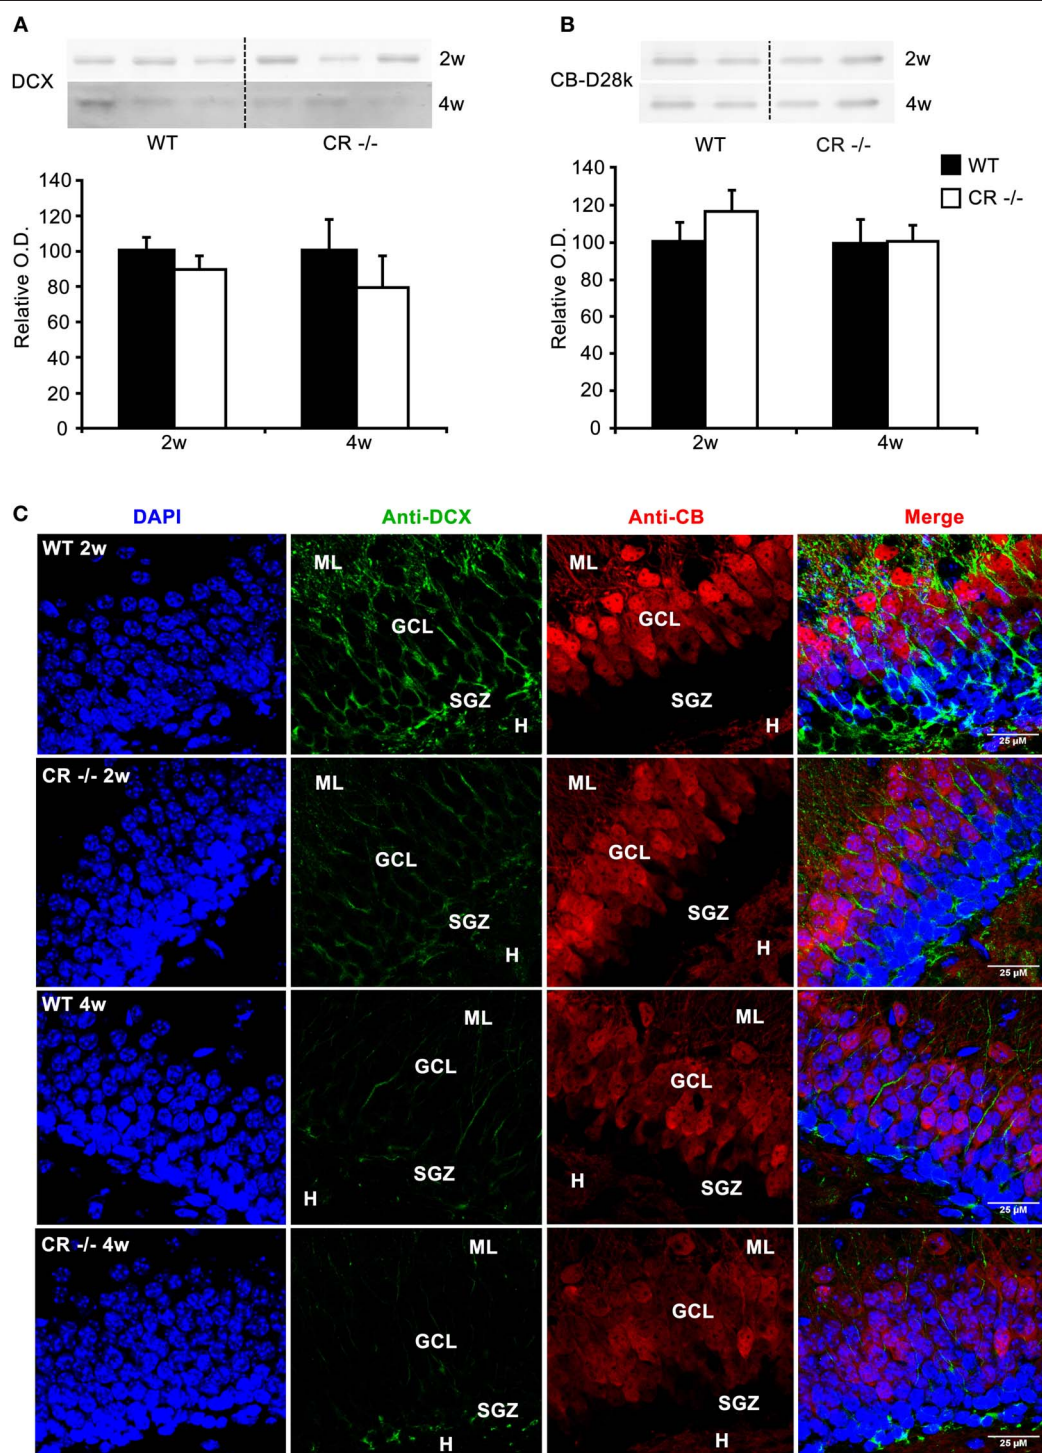 A
DCX
2w
4w
WT CR -/-
Relative O.D.
140
120
100
80
60
40
20
0
2w 4w
B
CB-D28k
2w
4w
WT CR -/-
WT
CR -/-
Relative O.D.
140
120
100
80
60
40
20
0
2w 4w
C
DAPI Anti-DCX Anti-CB Merge
WT 2w
ML
GCL
SGZ
H
ML
GCL
SGZ
H
25 µM
CR -/- 2w
ML
GCL
SGZ
H
ML
GCL
SGZ
H
25 µM
WT 4w
ML
GCL
SGZ
H
ML
GCL
H
SGZ
25 µM
CR -/- 4w
ML
GCL
SGZ
H
ML
GCL
SGZ
H
25 µM